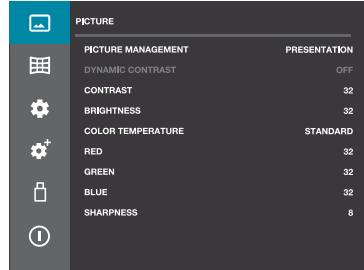 PICTURE
PICTURE MANAGEMENT PRESENTATION
DYNAMIC CONTRAST OFF
CONTRAST 32
BRIGHTNESS 32
COLOR TEMPERATURE STANDARD
RED 32
GREEN 32
BLUE 32
SHARPNESS 8